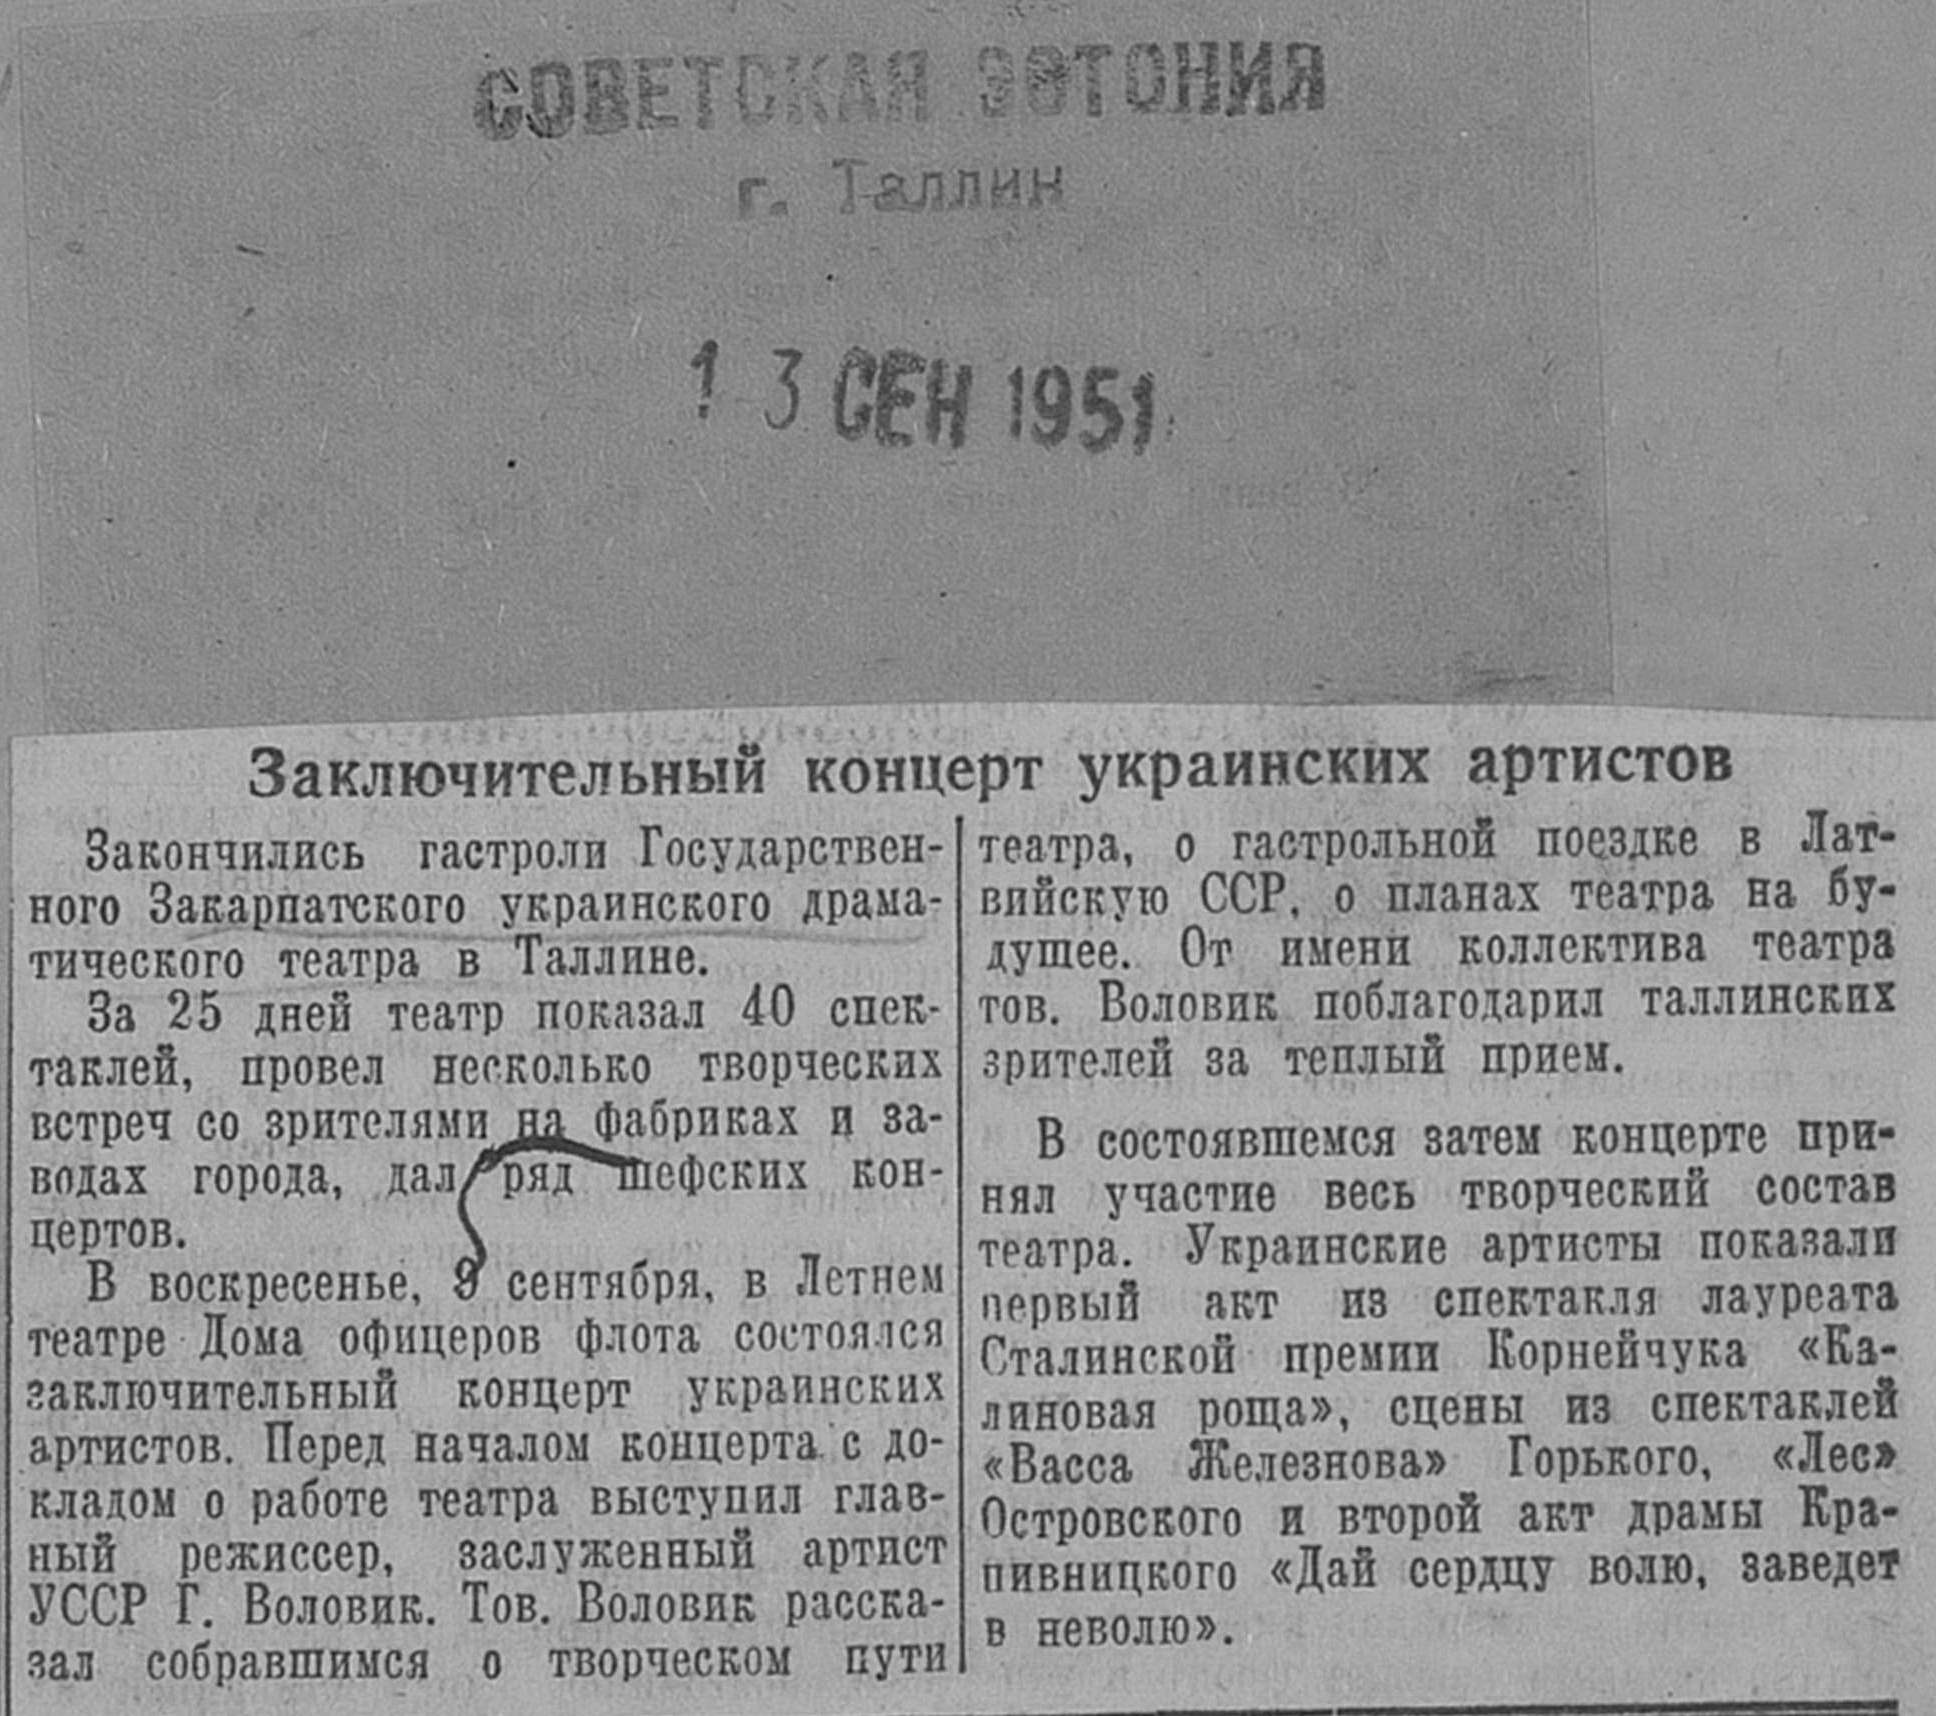 СОВЕТСКАЯ ЭСТОНИЯ
г. Таллин
13 СЕН 1951
Заключительный концерт украинских артистов
Закончились гастроли Государствен-
ного Закарпатского украинского драма-
тического театра в Таллине.
За 25 дней театр показал 40 спек-
таклей, провел несколько творческих
встреч со зрителями на фабриках и за-
водах города, дал ряд шефских кон-
цертов.
В воскресенье, 9 сентября, в Летнем
театре Дома офицеров флота состоялся
заключительный концерт украинских
артистов. Перед началом концерта с до-
кладом о работе театра выступил глав-
ный режиссер, заслуженный артист
УССР Г. Воловик. Тов. Воловик расска-
зал собравшимся о творческом пути
театра, о гастрольной поездке в Лат-
вийскую ССР, о планах театра на бу-
дущее. От имени коллектива театра
тов. Воловик поблагодарил таллинских
зрителей за теплый прием.
В состоявшемся затем концерте при-
нял участие весь творческий состав
театра. Украинские артисты показали
первый акт из спектакля лауреата
Сталинской премии Корнейчука «Ка-
линовая роща», сцены из спектаклей
«Васса Железнова» Горького, «Лес»
Островского и второй акт драмы Кра-
пивницкого «Дай сердцу волю, заведет
в неволю».